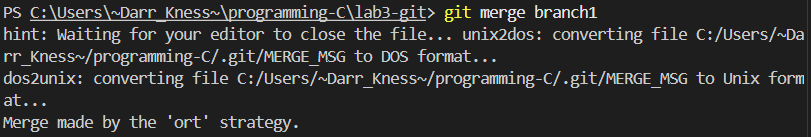 PS C:\Users\~Darr_Kness~\programming-C\lab3-git> git merge branch1
hint: Waiting for your editor to close the file... unix2dos: converting file C:/Users/~Da
rr_Kness~/programming-C/.git/MERGE_MSG to DOS format...
dos2unix: converting file C:/Users/~Darr_Kness~/programming-C/.git/MERGE_MSG to Unix form
at...
Merge made by the 'ort' strategy.